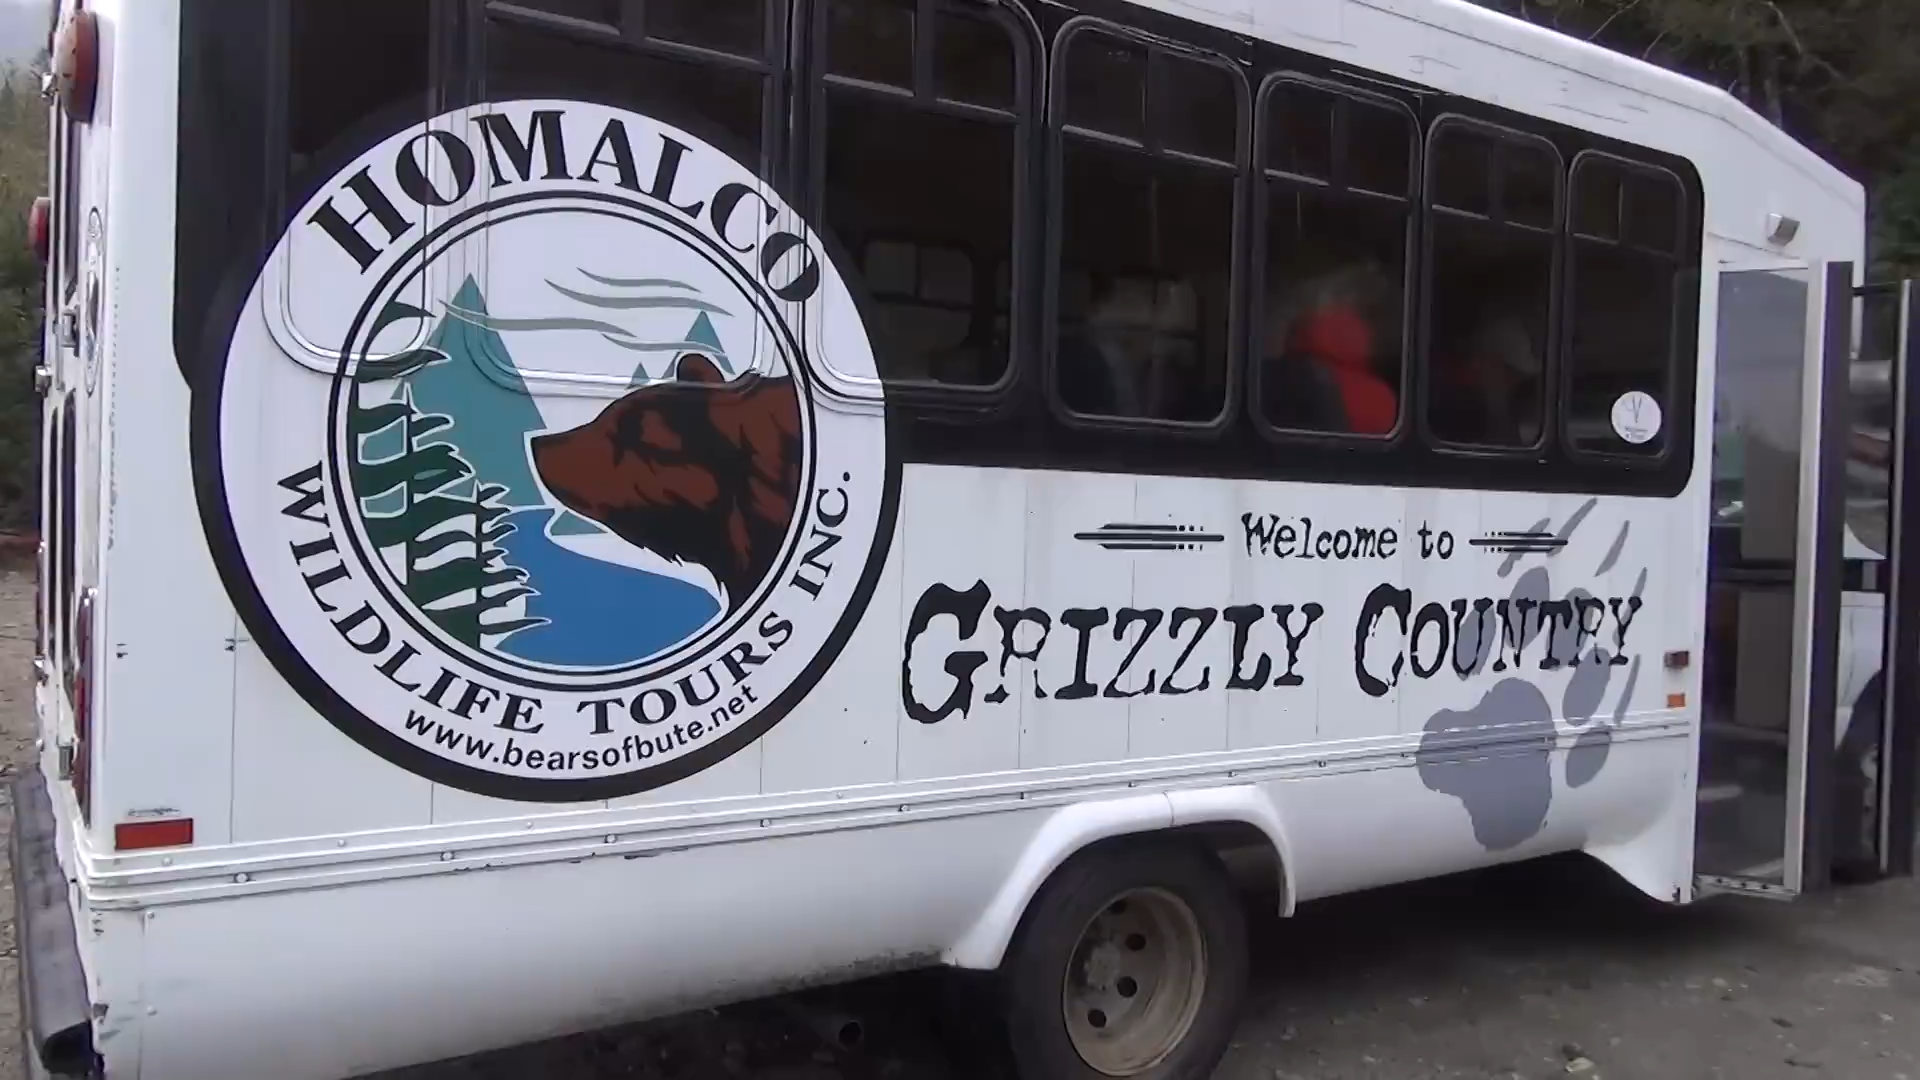 HOMALCO
WILDLIFE TOURS INC.
www.bearsofbute.net
Welcome to
GRIZZLY COUNTRY